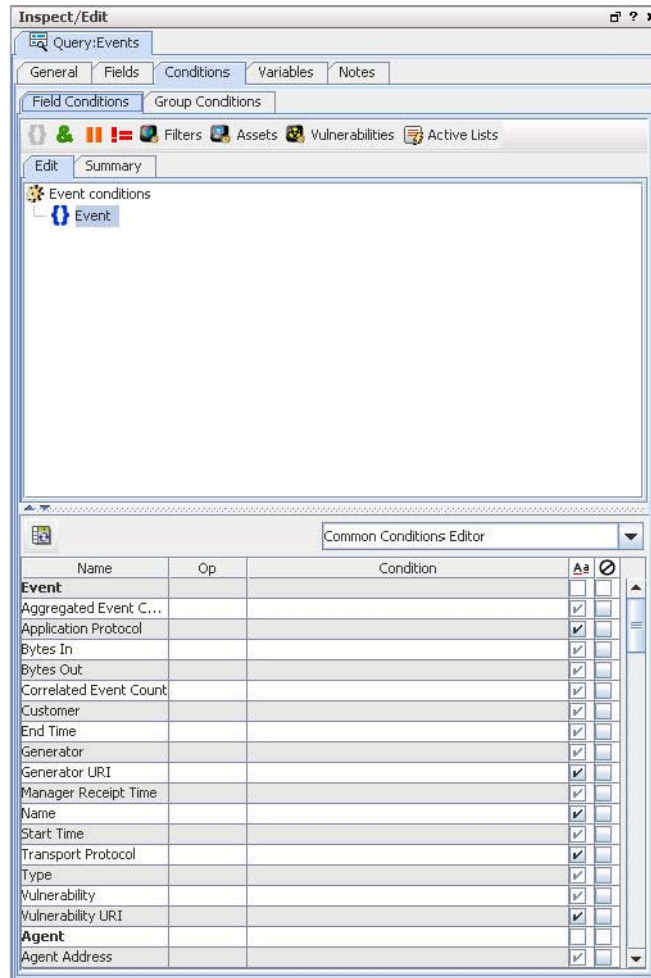 Inspect/Edit
Query:Events
General Fields Conditions Variables Notes
Field Conditions Group Conditions
{} & || != Filters Assets Vulnerabilities Active Lists
Edit Summary
Event conditions
{} Event
Common Conditions Editor
Name Op Condition Aa
Event
Aggregated Event C...
Application Protocol
Bytes In
Bytes Out
Correlated Event Count
Customer
End Time
Generator
Generator URI
Manager Receipt Time
Name
Start Time
Transport Protocol
Type
Vulnerability
Vulnerability URI
Agent
Agent Address